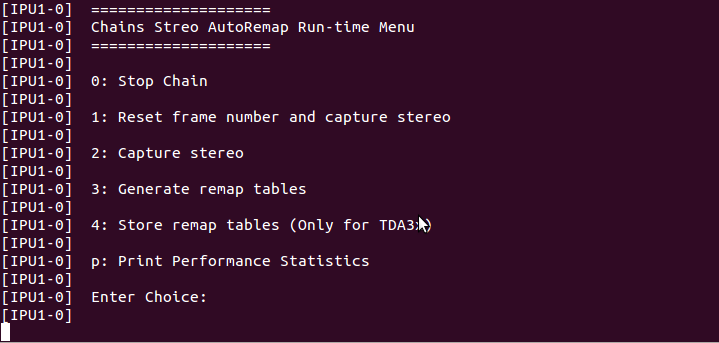 [IPU1-0] ====================
[IPU1-0] Chains Streo AutoRemap Run-time Menu
[IPU1-0] ====================
[IPU1-0]
[IPU1-0] 0: Stop Chain
[IPU1-0]
[IPU1-0] 1: Reset frame number and capture stereo
[IPU1-0]
[IPU1-0] 2: Capture stereo
[IPU1-0]
[IPU1-0] 3: Generate remap tables
[IPU1-0]
[IPU1-0] 4: Store remap tables (Only for TDA3x)
[IPU1-0]
[IPU1-0] p: Print Performance Statistics
[IPU1-0]
[IPU1-0] Enter Choice:
[IPU1-0]